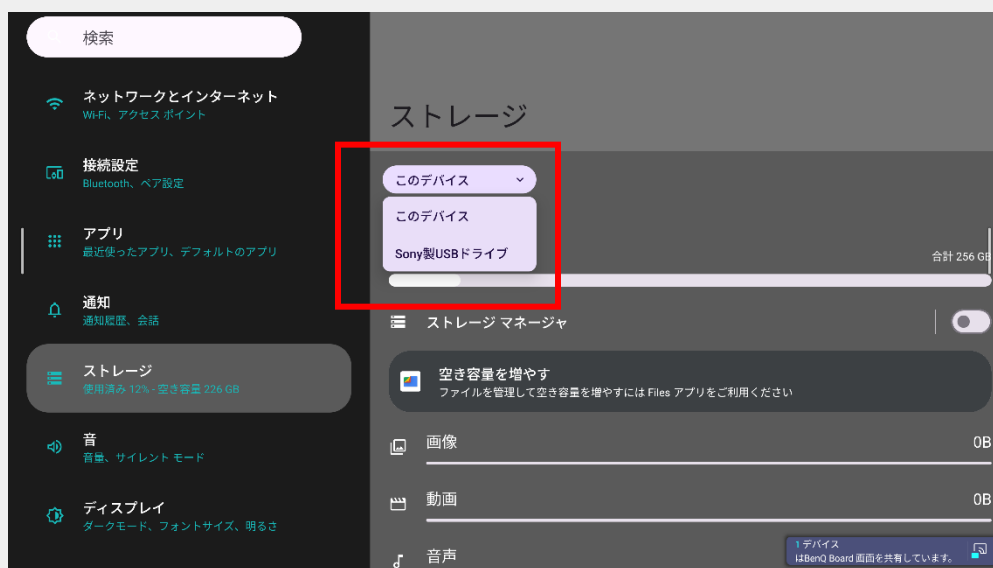 検索
ネットワークとインターネット
Wi-Fi、アクセス ポイント
接続設定
Bluetooth、ペア設定
アプリ
最近使ったアプリ、デフォルトのアプリ
通知
通知履歴、会話
ストレージ
使用済み 12% - 空き容量 226 GB
音
音量、サイレント モード
ディスプレイ
ダークモード、フォントサイズ、明るさ
ストレージ
このデバイス
このデバイス
Sony製USBドライブ
合計 256 GB
ストレージ マネージャ
空き容量を増やす
ファイルを管理して空き容量を増やすには Files アプリをご利用ください
画像
0B
動画
0B
音声
1 デバイス
はBenQ Board 画面を共有しています。